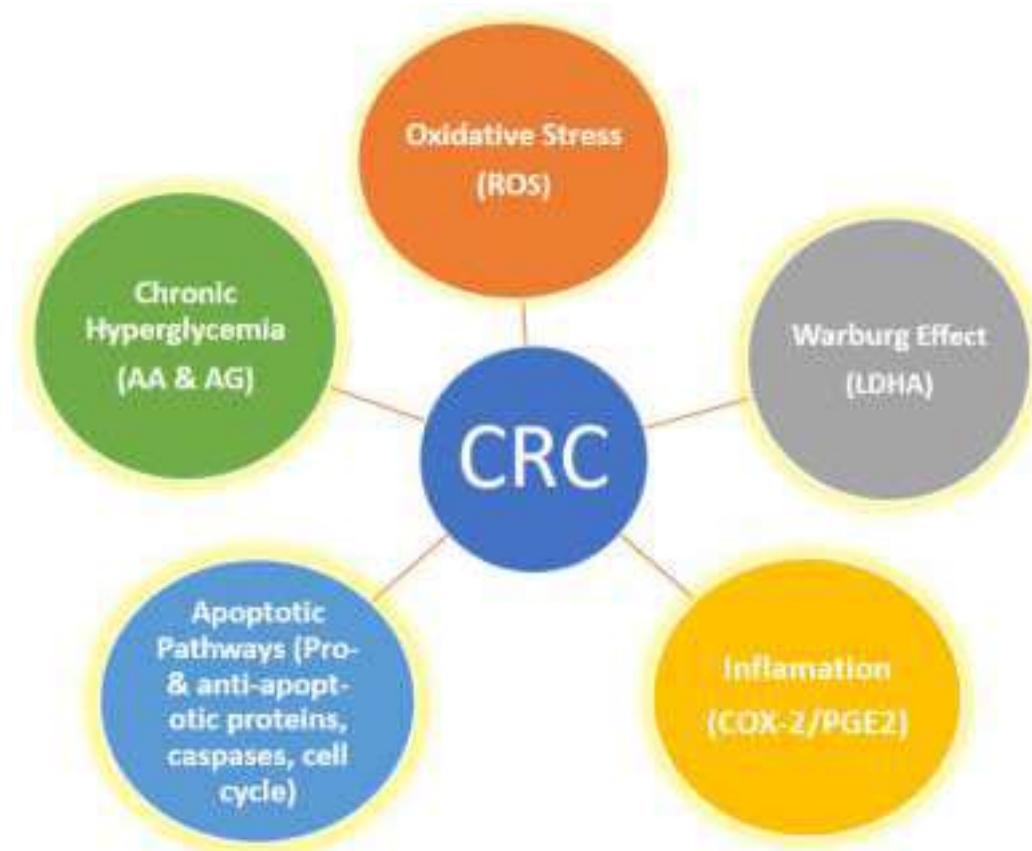 Oxidative Stress
(ROS)
Chronic
Hyperglycemia
(AA & AG)
Warburg Effect
(LDHA)
CRC
Apoptotic
Pathways (Pro-
& anti-apopt-
otic proteins,
caspases, cell
cycle)
Inflamation
(COX-2/PGE2)